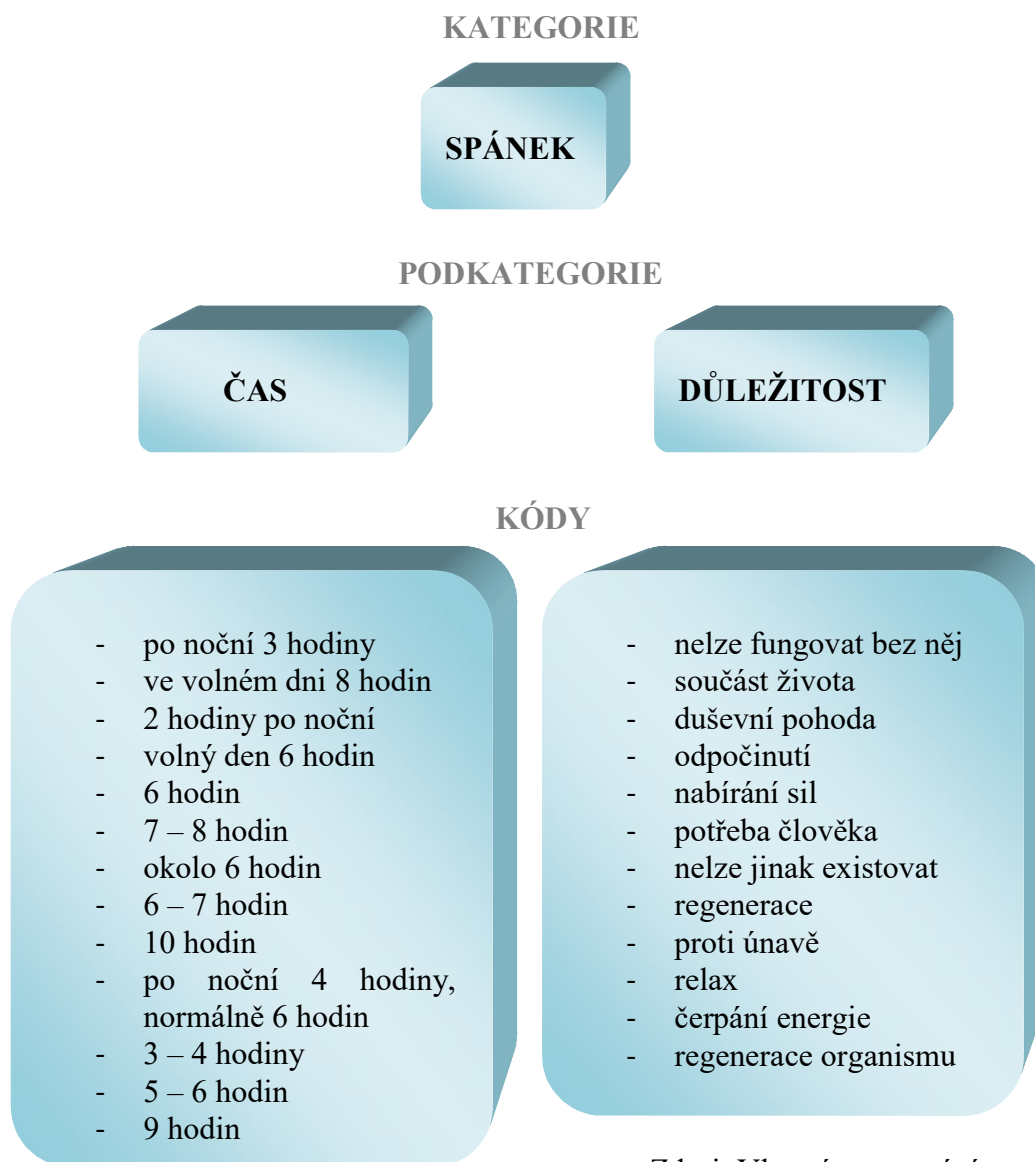 KATEGORIE
SPÁNEK
PODKATEGORIE
ČAS
DŮLEŽITOST
KÓDY
- po noční 3 hodiny
- ve volném dni 8 hodin
- 2 hodiny po noční
- volný den 6 hodin
- 6 hodin
- 7 – 8 hodin
- okolo 6 hodin
- 6 – 7 hodin
- 10 hodin
- po noční 4 hodiny,
normálně 6 hodin
- 3 – 4 hodiny
- 5 – 6 hodin
- 9 hodin
- nelze fungovat bez něj
- součást života
- duševní pohoda
- odpočinutí
- nabírání sil
- potřeba člověka
- nelze jinak existovat
- regenerace
- proti únavě
- relax
- čerpání energie
- regenerace organismu